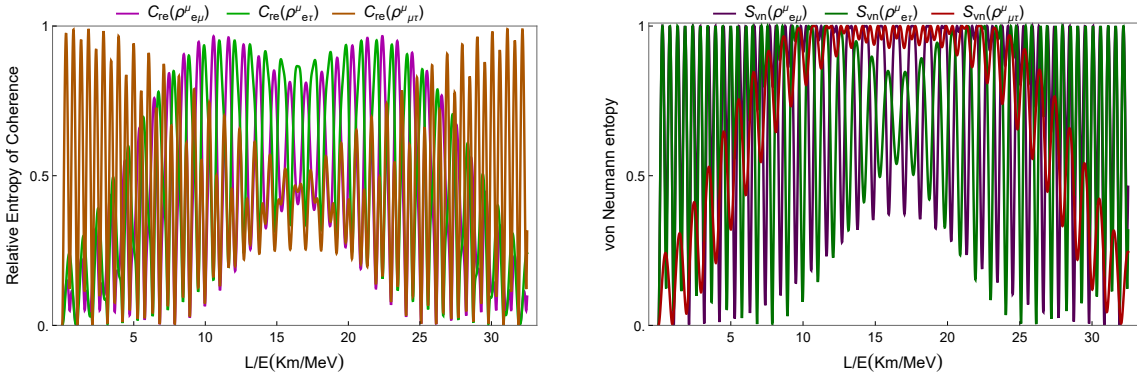 C_re(ρ^μ_eμ) C_re(ρ^μ_eτ) C_re(ρ^μ_μτ)
Relative Entropy of Coherence
1
0.5
0.
5 10 15 20 25 30
L/E(Km/MeV)
S_vn(ρ^μ_eμ) S_vn(ρ^μ_eτ) S_vn(ρ^μ_μτ)
von Neumann entopy
1
0.5
0.
5 10 15 20 25 30
L/E(Km/MeV)